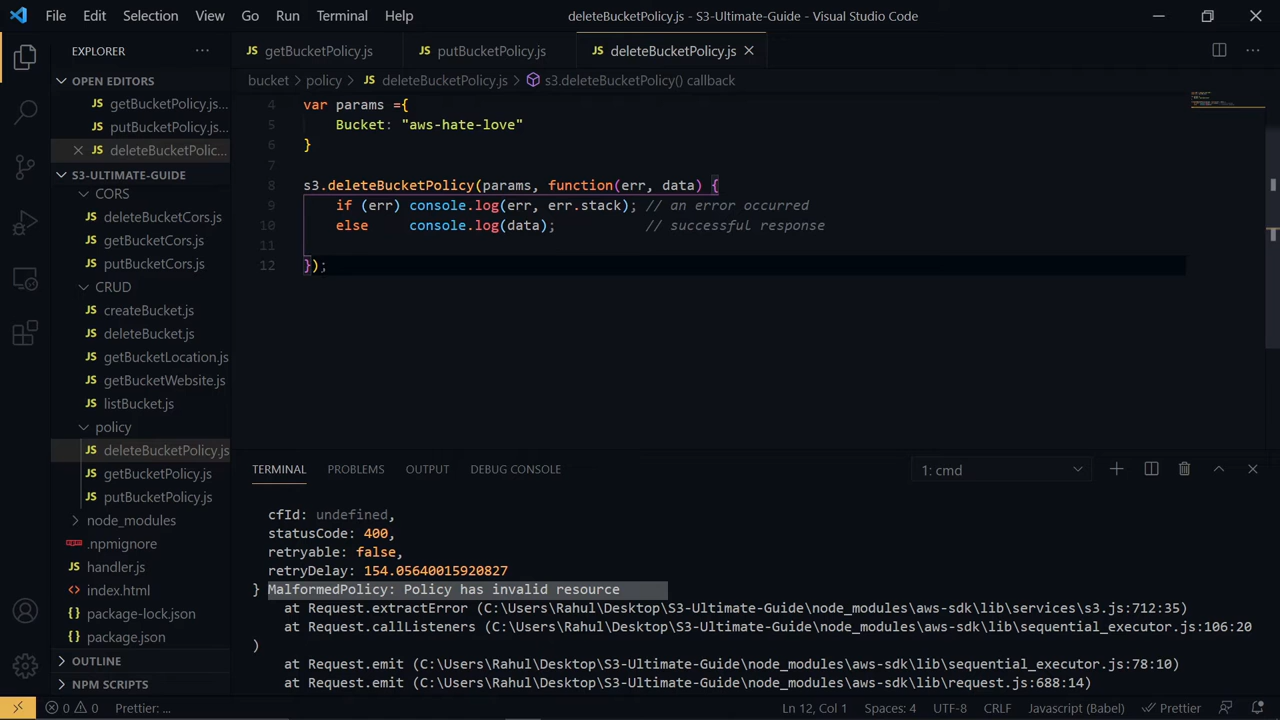 File Edit Selection View Go Run Terminal Help
deleteBucketPolicy.js - S3-Ultimate-Guide - Visual Studio Code
EXPLORER
OPEN EDITORS
getBucketPolicy.js...
putBucketPolicy.js...
deleteBucketPolic...
S3-ULTIMATE-GUIDE
CORS
JS deleteBucketCors.js
JS getBucketCors.js
JS putBucketCors.js
CRUD
JS createBucket.js
JS deleteBucket.js
JS getBucketLocation.js
JS getBucketWebsite.js
JS listBucket.js
policy
JS deleteBucketPolicy.js
JS getBucketPolicy.js
JS putBucketPolicy.js
node_modules
.npmignore
JS handler.js
index.html
package-lock.json
package.json
OUTLINE
NPM SCRIPTS
JS getBucketPolicy.js
JS putBucketPolicy.js
JS deleteBucketPolicy.js
bucket > policy > JS deleteBucketPolicy.js > s3.deleteBucketPolicy() callback
4 var params ={
5 Bucket: "aws-hate-love"
6 }
7
8 s3.deleteBucketPolicy(params, function(err, data) {
9 if (err) console.log(err, err.stack); // an error occurred
10 else console.log(data); // successful response
11
12 });
TERMINAL PROBLEMS OUTPUT DEBUG CONSOLE
1: cmd
cfId: undefined,
statusCode: 400,
retryable: false,
retryDelay: 154.05640015920827
} MalformedPolicy: Policy has invalid resource
at Request.extractError (C:\Users\Rahul\Desktop\S3-Ultimate-Guide\node_modules\aws-sdk\lib\services\s3.js:712:35)
at Request.callListeners (C:\Users\Rahul\Desktop\S3-Ultimate-Guide\node_modules\aws-sdk\lib\sequential_executor.js:106:20
)
at Request.emit (C:\Users\Rahul\Desktop\S3-Ultimate-Guide\node_modules\aws-sdk\lib\sequential_executor.js:78:10)
at Request.emit (C:\Users\Rahul\Desktop\S3-Ultimate-Guide\node_modules\aws-sdk\lib\request.js:688:14)
0 0 Prettier: ...
Ln 12, Col 1 Spaces: 4 UTF-8 CRLF Javascript (Babel) Prettier